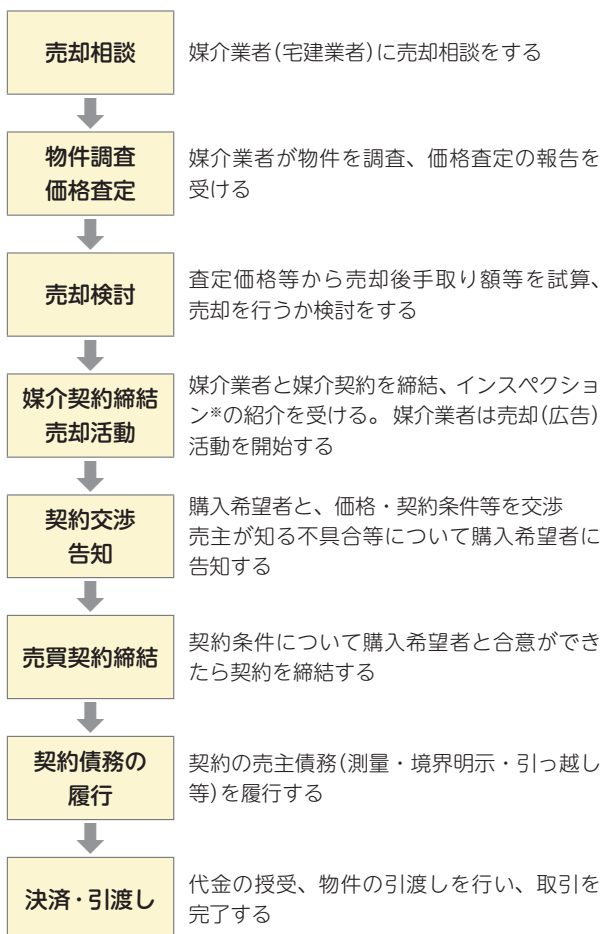 売却相談
媒介業者(宅建業者)に売却相談をする
物件調査
価格査定
媒介業者が物件を調査、価格査定の報告を
受ける
売却検討
査定価格等から売却後手取り額等を試算、
売却を行うか検討をする
媒介契約締結
売却活動
媒介業者と媒介契約を締結、インスペクショ
ン※の紹介を受ける。媒介業者は売却(広告)
活動を開始する
契約交渉
告知
購入希望者と、価格・契約条件等を交渉
売主が知る不具合等について購入希望者に
告知する
売買契約締結
契約条件について購入希望者と合意ができ
たら契約を締結する
契約債務の
履行
契約の売主債務(測量・境界明示・引っ越し
等)を履行する
決済・引渡し
代金の授受、物件の引渡しを行い、取引を
完了する